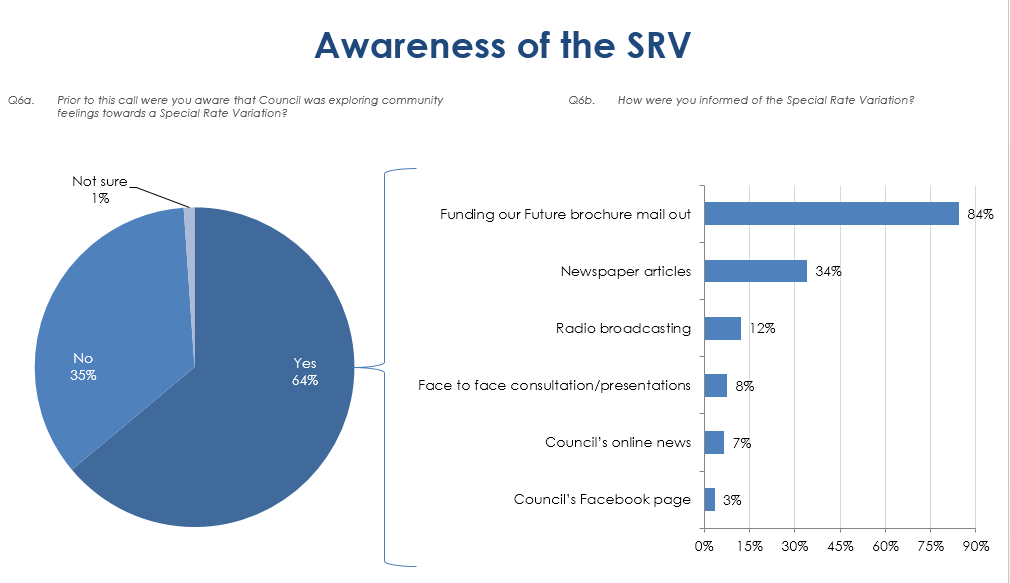 Awareness of the SRV
Q6a. Prior to this call were you aware that Council was exploring community
feelings towards a Special Rate Variation?
Q6b. How were you informed of the Special Rate Variation?
Not sure
1%
No
35%
Yes
64%
Funding our Future brochure mail out 84%
Newspaper articles 34%
Radio broadcasting 12%
Face to face consultation/presentations 8%
Council's online news 7%
Council's Facebook page 3%
0% 15% 30% 45% 60% 75% 90%